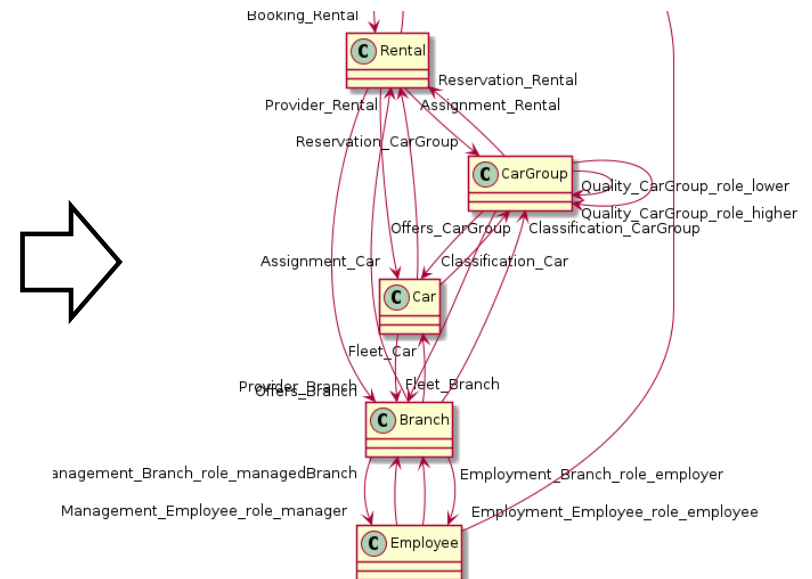 Booking_Rental
C Rental
Reservation_Rental
Provider_Rental
Assignment_Rental
Reservation_CarGroup
C CarGroup
Quality_CarGroup_role_lower
Quality_CarGroup_role_higher
Offers_CarGroup
Classification_CarGroup
Assignment_Car
Classification_Car
C Car
Fleet_Car
Provider_Branch
Offers_Branch
Fleet_Branch
C Branch
anagement_Branch_role_managedBranch
Employment_Branch_role_employer
Management_Employee_role_manager
Employment_Employee_role_employee
C Employee